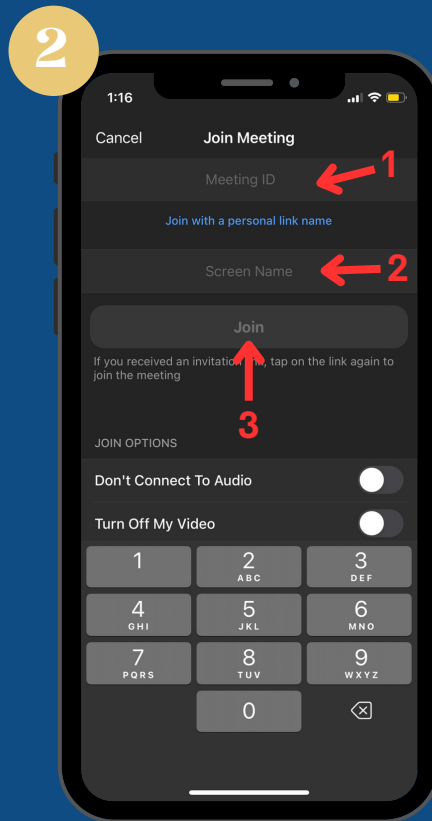 2
1:16
Cancel Join Meeting
Meeting ID 1
Join with a personal link name
Screen Name 2
Join
If you received an invitation , tap on the link again to
join the meeting
3
JOIN OPTIONS
Don't Connect To Audio
Turn Off My Video
1 2 3
ABC DEF
4 5 6
GHI JKL MNO
7 8 9
PQRS TUV WXYZ
0